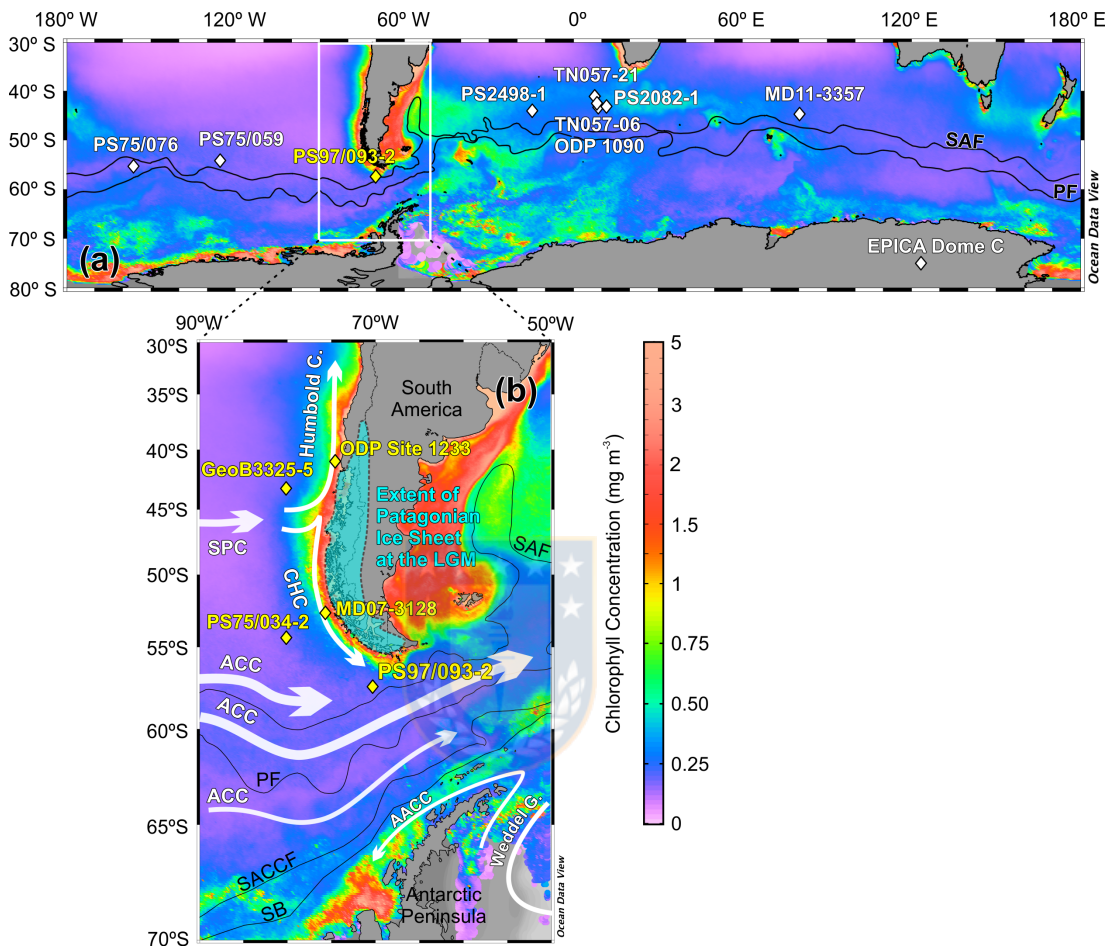 120º W
60º W
0º
60º E
120º E
180º E
30º S
40º S
50º S
60º S
70º S
80º S
PS75/076
PS75/059
PS97/093-2
PS2498-1
TN057-21
PS2082-1
TN057-06
ODP 1090
MD11-3357
SAF
PF
EPICA Dome C
(a)
Ocean Data View
90ºW
70ºW
50ºW
30ºS
35ºS
40ºS
45ºS
50ºS
55ºS
60ºS
65ºS
70ºS
Humbold C.
South
America
(b)
ODP Site 1233
GeoB3325-5
Extent of
Patagonian
Ice Sheet
at the LGM
SPC
SAF
CHC
MD07-3128
PS75/034-2
PS97/093-2
ACC
ACC
PF
ACC
AACC
Weddel G.
SACCF
SB
Antarctic
Peninsula
Ocean Data View
Chlorophyll Concentration (mg m⁻³)
5
3
2
1.5
1
0.75
0.50
0.25
0